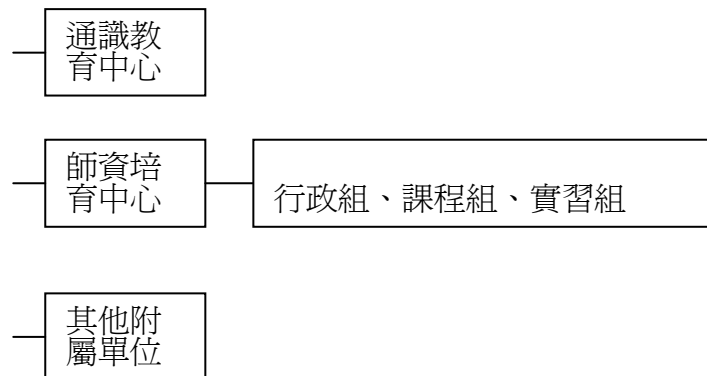 通識教
育中心
師資培
育中心
行政組、課程組、實習組
其他附
屬單位